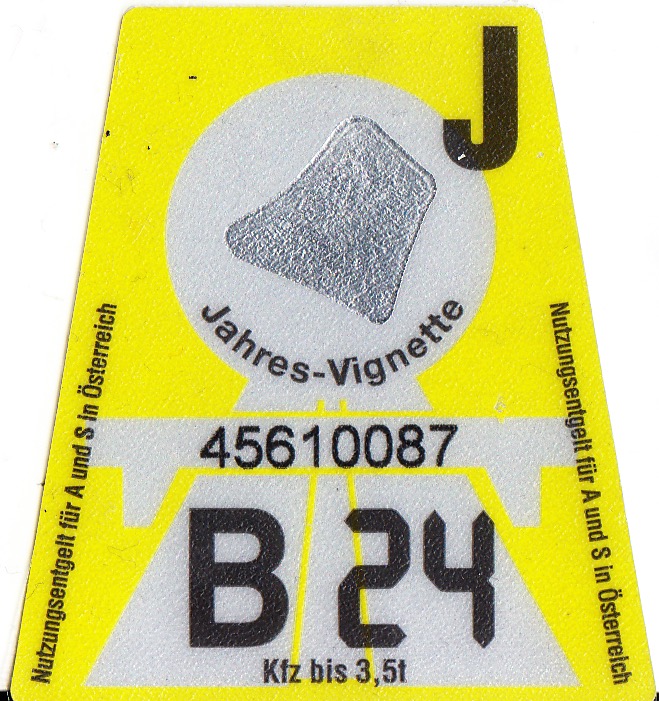 J
Jahres-Vignette
45610087
B 24
Kfz bis 3,5t
Nutzungsentgelt für A und S in Österreich
Nutzungsentgelt für A und S in Österreich